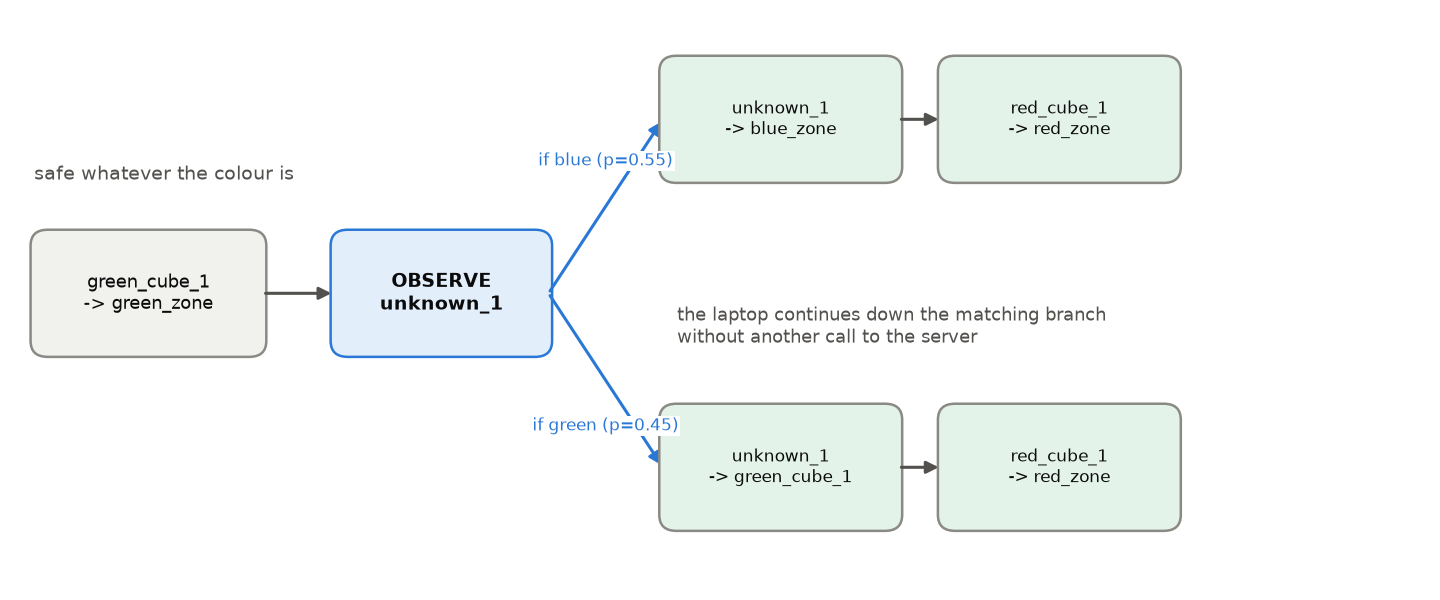 safe whatever the colour is
green_cube_1
-> green_zone
OBSERVE
unknown_1
if blue (p=0.55)
unknown_1
-> blue_zone
red_cube_1
-> red_zone
the laptop continues down the matching branch
without another call to the server
if green (p=0.45)
unknown_1
-> green_cube_1
red_cube_1
-> red_zone